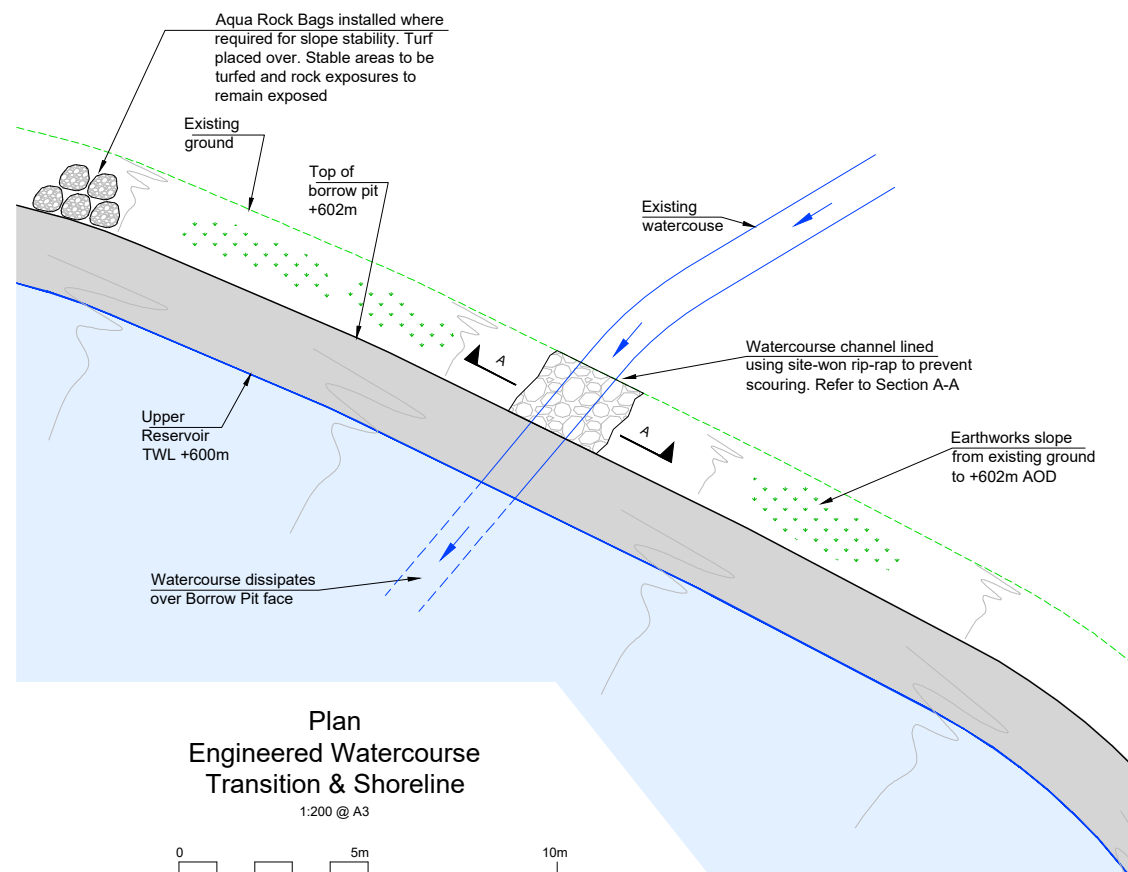 Aqua Rock Bags installed where
required for slope stability. Turf
placed over. Stable areas to be
turfed and rock exposures to
remain exposed
Existing
ground
Top of
borrow pit
+602m
Existing
watercouse
A
A
Watercourse channel lined
using site-won rip-rap to prevent
scouring. Refer to Section A-A
Upper
Reservoir
TWL +600m
Earthworks slope
from existing ground
to +602m AOD
Watercourse dissipates
over Borrow Pit face
Plan
Engineered Watercourse
Transition & Shoreline
1:200 @ A3
0 5m 10m